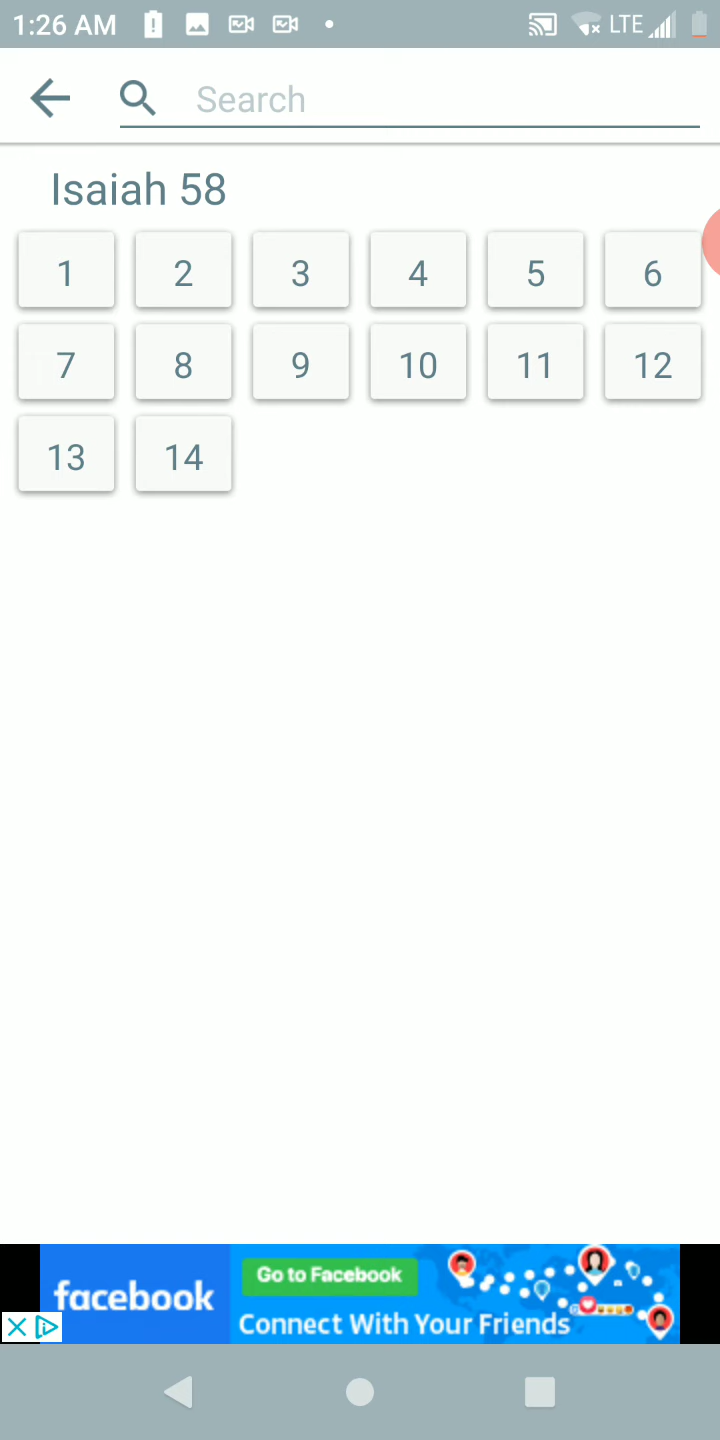 1:26 AM LTE
Search
Isaiah 58
1 2 3 4 5 6
7 8 9 10 11 12
13 14
facebook
Go to Facebook
Connect With Your Friends